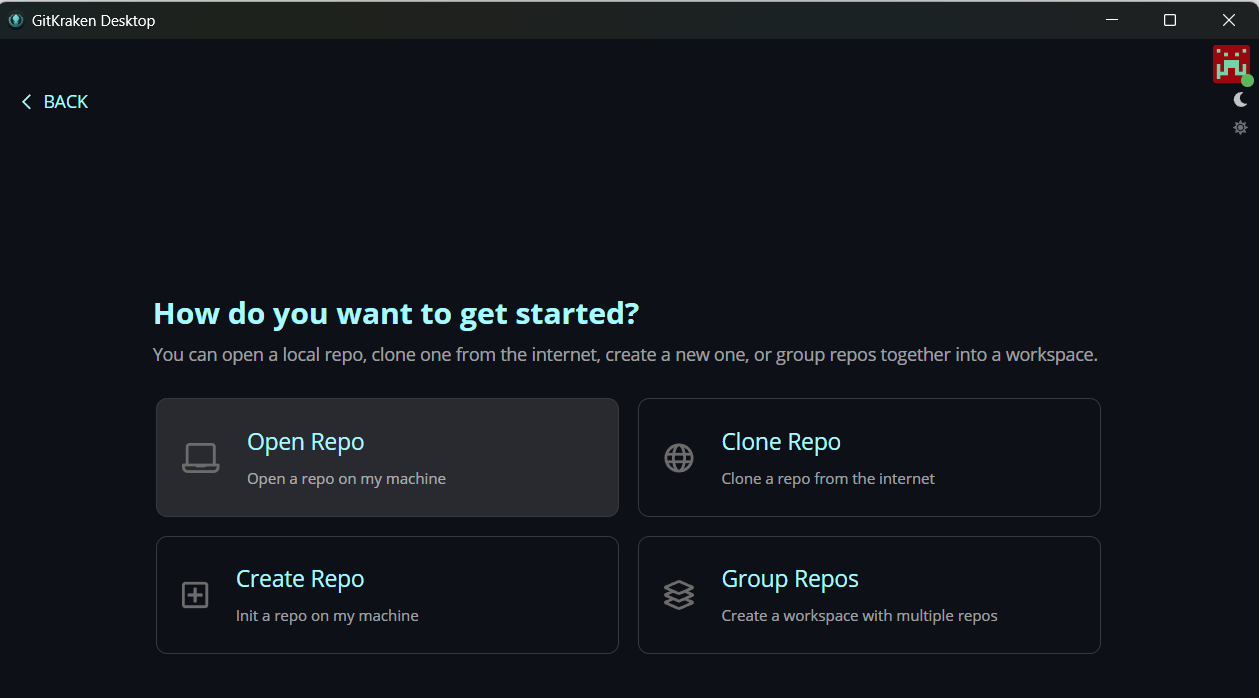 GitKraken Desktop
BACK
How do you want to get started?
You can open a local repo, clone one from the internet, create a new one, or group repos together into a workspace.
Open Repo
Open a repo on my machine
Clone Repo
Clone a repo from the internet
Create Repo
Init a repo on my machine
Group Repos
Create a workspace with multiple repos